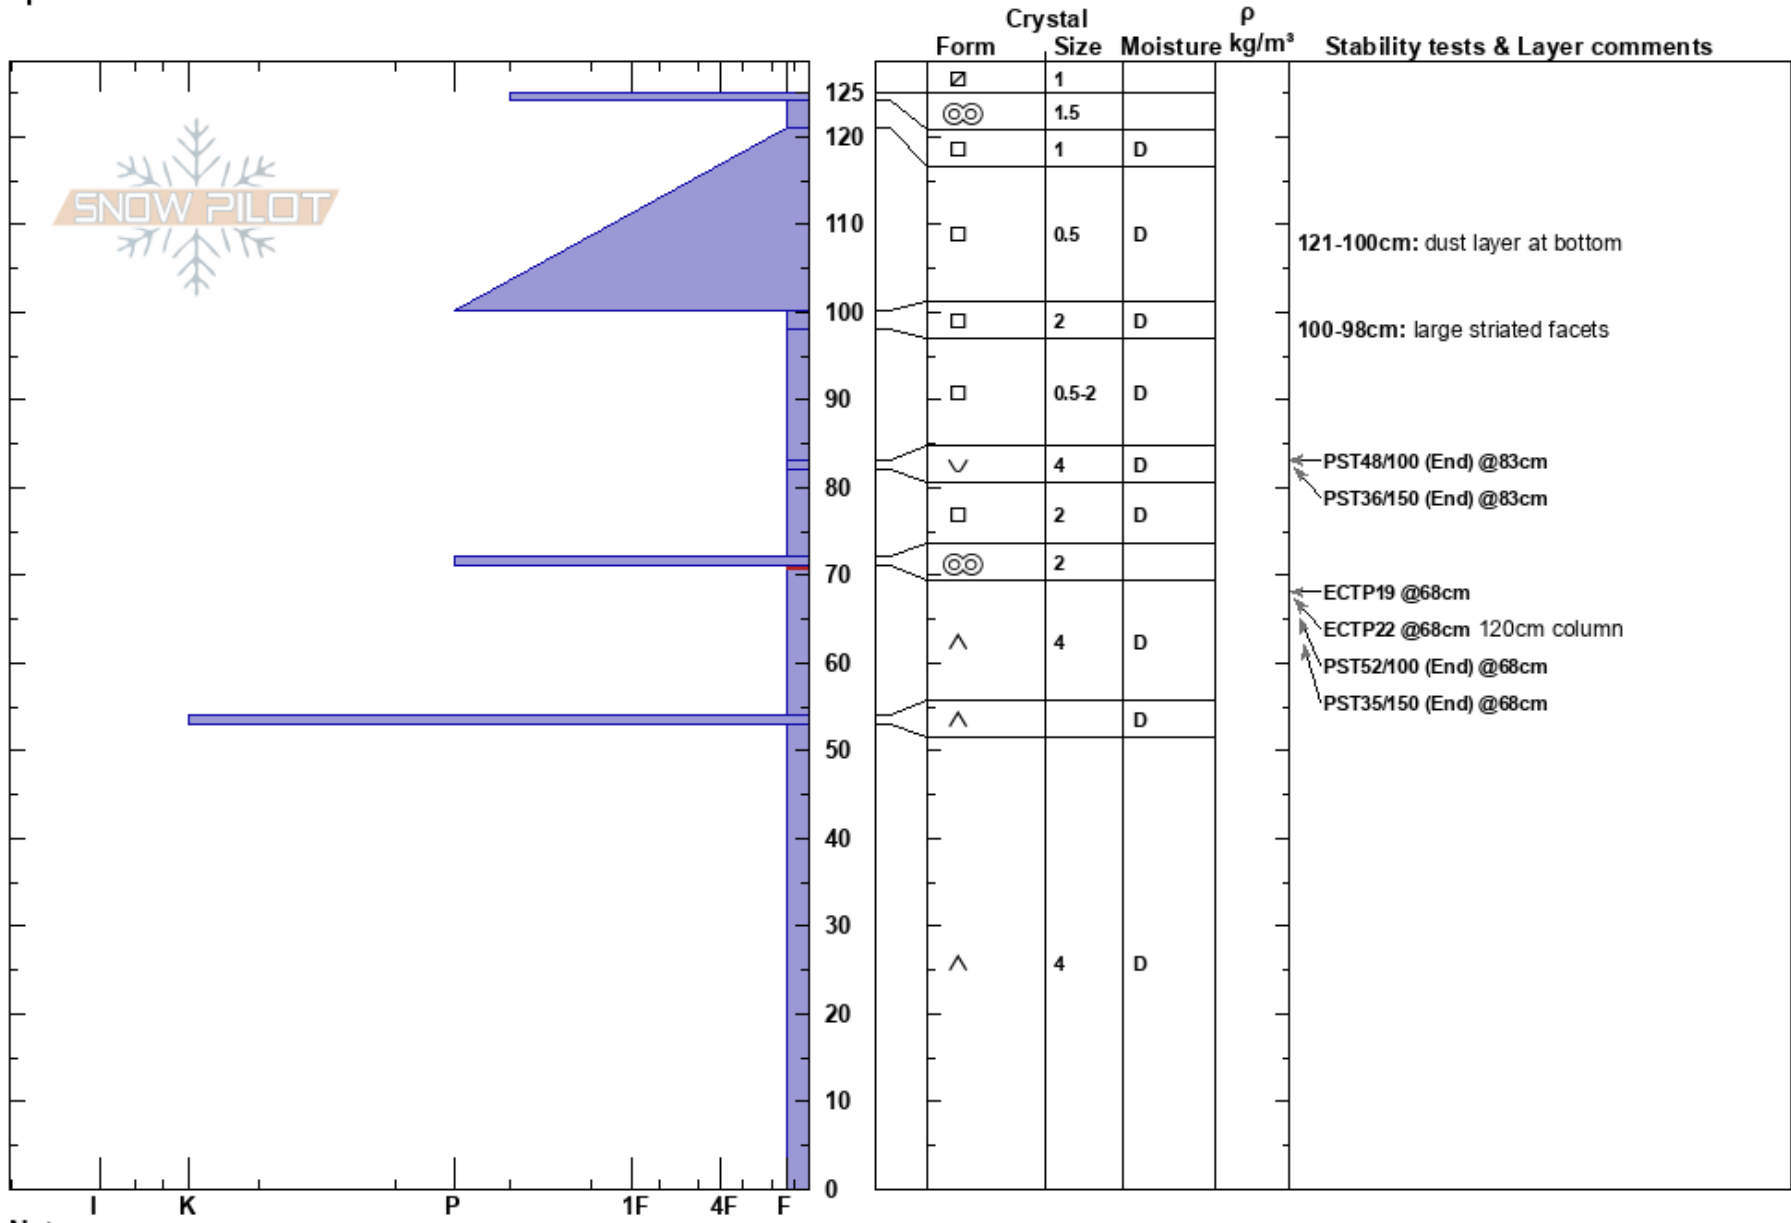 Crystal ρ
Form Size Moisture kg/m³ Stability tests & Layer comments
SNOW PILOT
125 1
1.5
120 1 D
110 0.5 D 121-100cm: dust layer at bottom
100 2 D 100-98cm: large striated facets
90 0.5-2 D
4 D PST48/100 (End) @83cm
80 PST36/150 (End) @83cm
2 D
70 2
ECTP19 @68cm
ECTP22 @68cm 120cm column
60 4 D PST52/100 (End) @68cm
PST35/150 (End) @68cm
D
50
40
30
4 D
20
10
0
I K P 1F 4F F